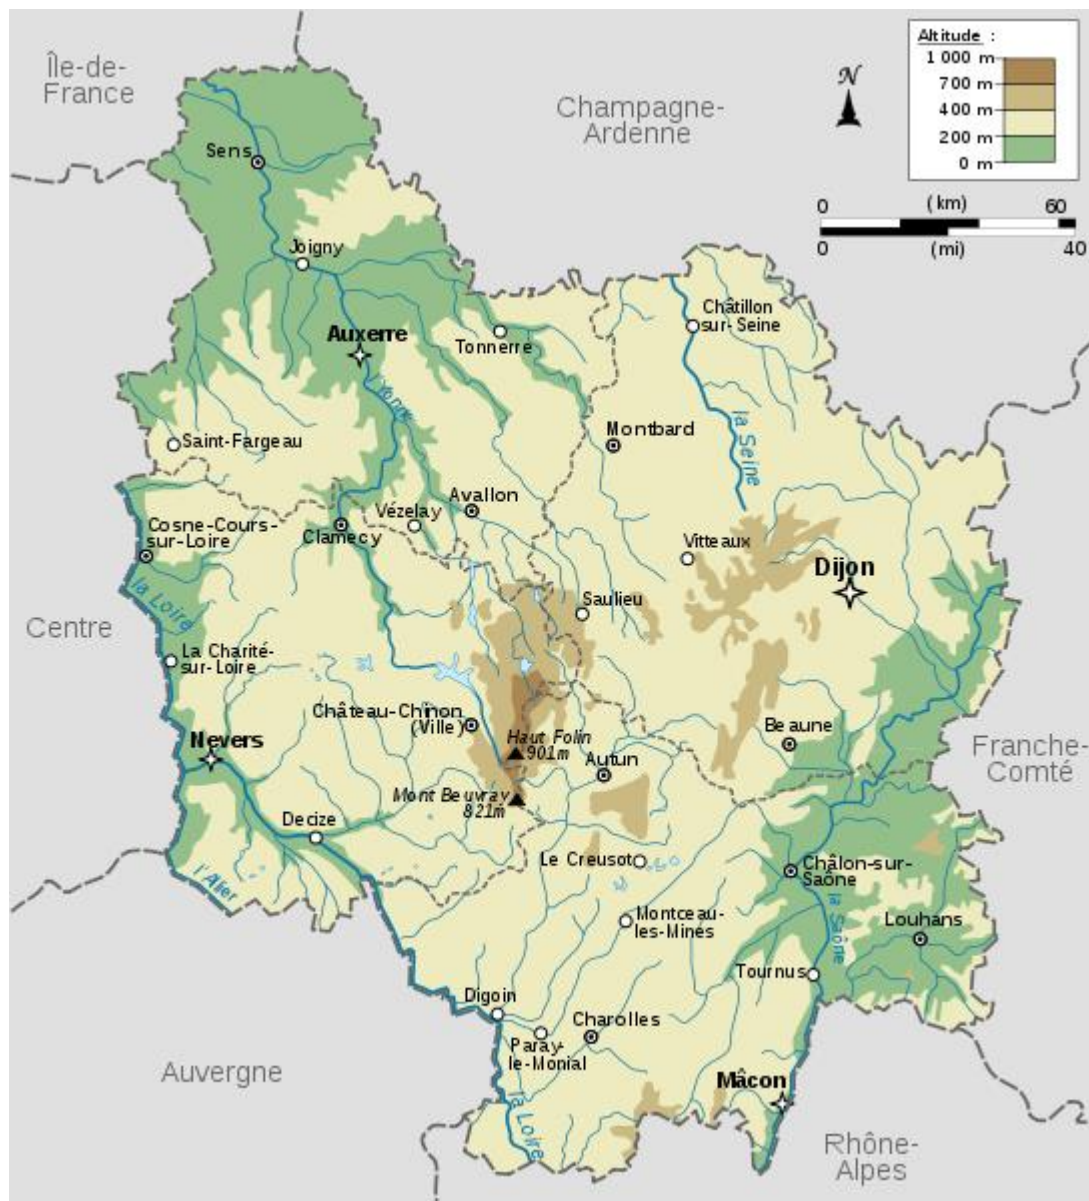 Altitude :
1 000 m
700 m
400 m
200 m
0 m
N
0 (km) 60
0 (mi) 40
Île-de-
France
Champagne-
Ardenne
Sens
Joigny
Auxerre
Tonnerre
Châtillon
sur-Seine
l'Yonne
la Seine
Saint-Fargeau
Montbard
Avallon
Vézelay
Cosne-Cours-
sur-Loire
Clamecy
Vitteaux
Dijon
la Loire
Saulieu
Centre
La Charité-
sur-Loire
Château-Chinon
(Ville)
Nevers
Haut Folin
901m
Autun
Beaune
Franche-
Comté
Mont Beuvray
821m
Decize
Le Creusot
Châlon-sur-
Saône
l'Allier
la Saône
Montceau-
les-Mines
Louhans
Tournus
Digoin
Charolles
Paray-
le-Monial
Auvergne
Mâcon
la Loire
Rhône-
Alpes